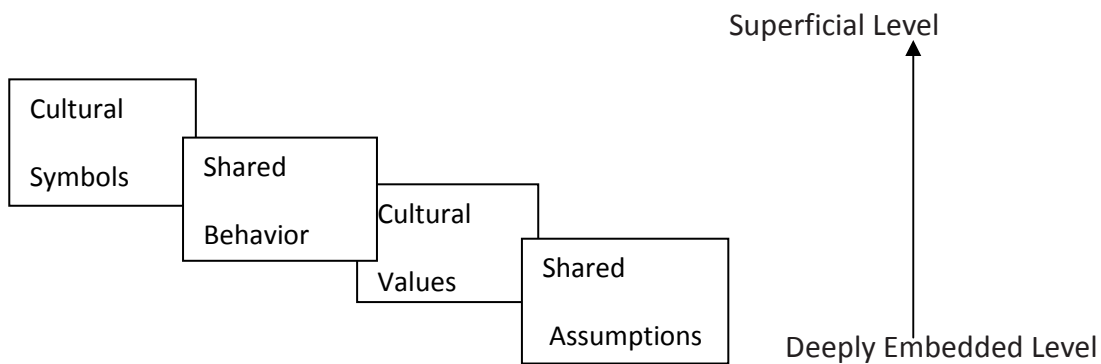 Superficial Level
Cultural
Symbols
Shared
Behavior
Cultural
Values
Shared
Assumptions
Deeply Embedded Level